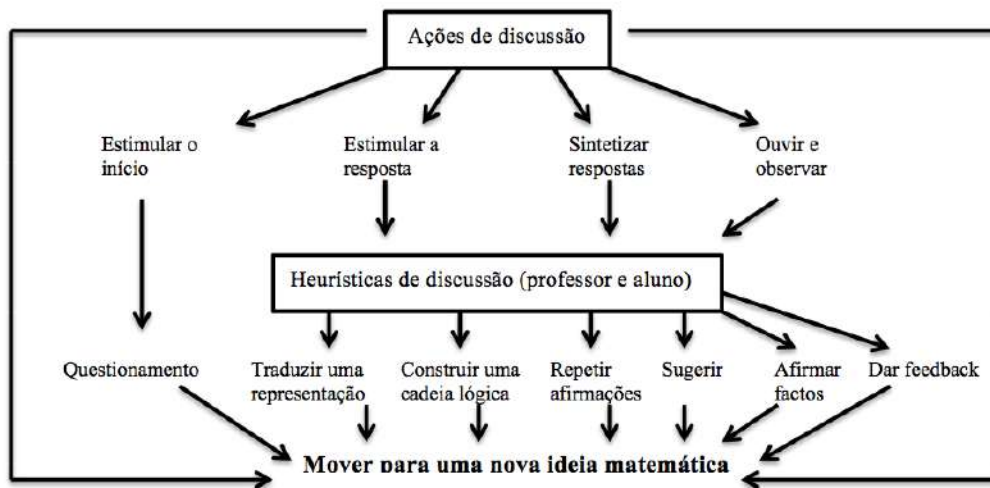 Ações de discussão
Estimular o
início
Estimular a
resposta
Sintetizar
respostas
Ouvir e
observar
Heurísticas de discussão (professor e aluno)
Questionamento
Traduzir uma
representação
Construir uma
cadeia lógica
Repetir
afirmações
Sugerir
Afirmar
factos
Dar feedback
Mover para uma nova ideia matemática